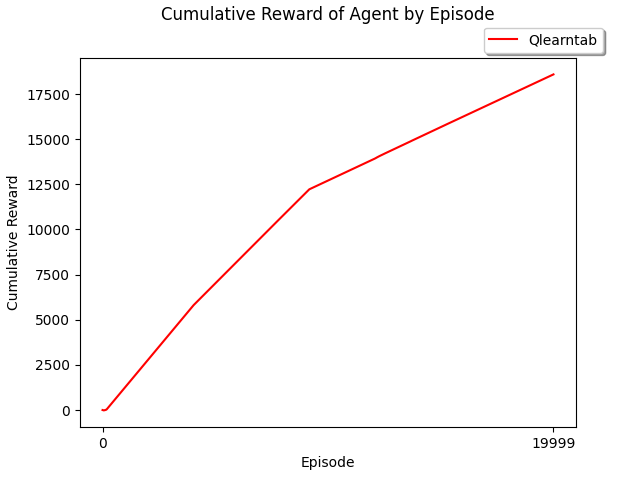 Cumulative Reward of Agent by Episode
Qlearntab
17500
15000
12500
10000
7500
5000
2500
0
Cumulative Reward
0
19999
Episode